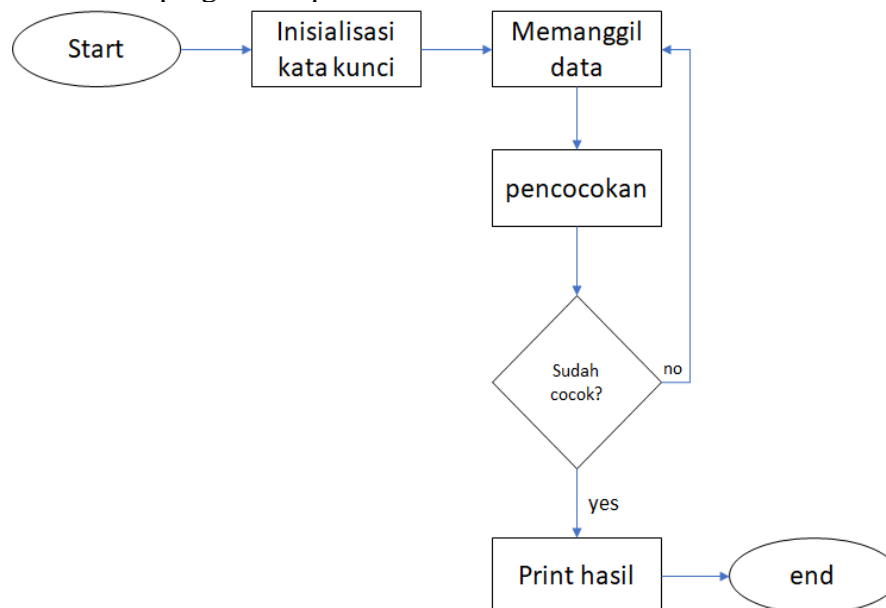 Start
Inisialisasi
kata kunci
Memanggil
data
pencocokan
Sudah
cocok?
no
yes
Print hasil
end